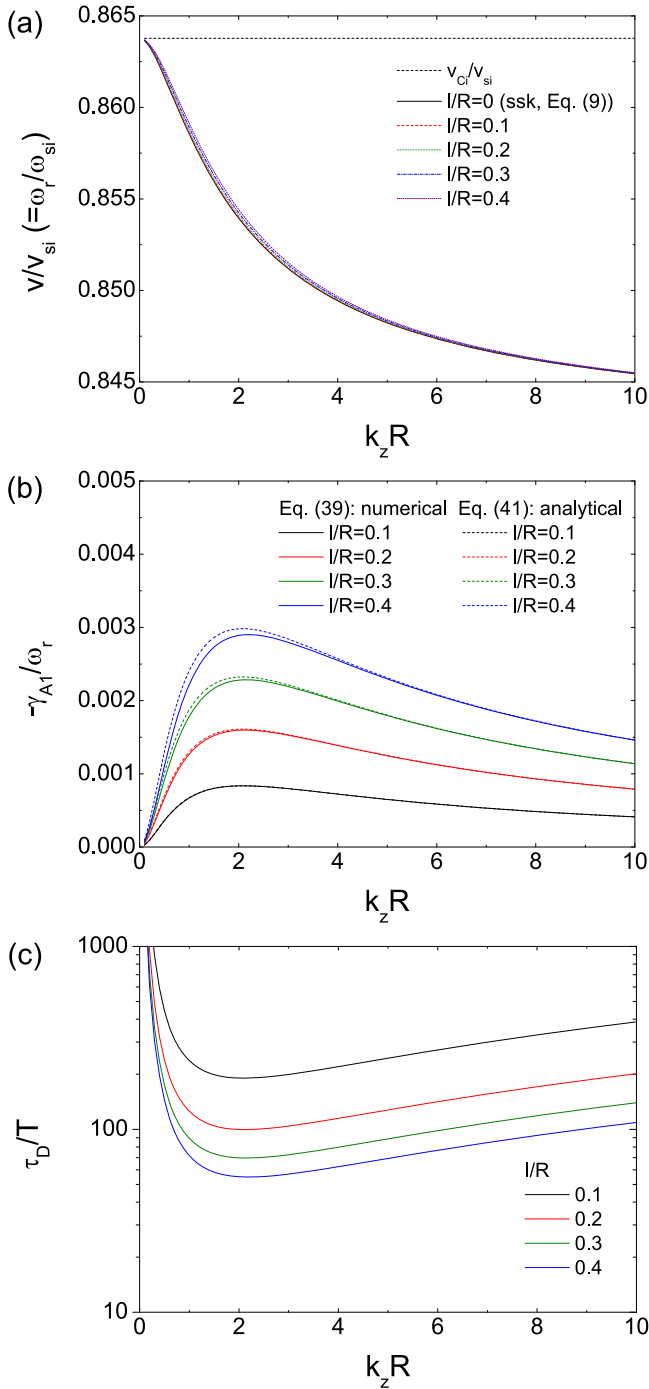 (a)
0.865
0.860
0.855
0.850
0.845
v/v_si (=ω_r/ω_si)
v_Ci/v_si
l/R=0 (ssk, Eq. (9))
l/R=0.1
l/R=0.2
l/R=0.3
l/R=0.4
0 2 4 6 8 10
k_zR
(b)
0.005
0.004
0.003
0.002
0.001
0.000
-γ_A1/ω_r
Eq. (39): numerical Eq. (41): analytical
l/R=0.1 l/R=0.1
l/R=0.2 l/R=0.2
l/R=0.3 l/R=0.3
l/R=0.4 l/R=0.4
0 2 4 6 8 10
k_zR
(c)
1000
100
10
τ_D/T
l/R
0.1
0.2
0.3
0.4
0 2 4 6 8 10
k_zR